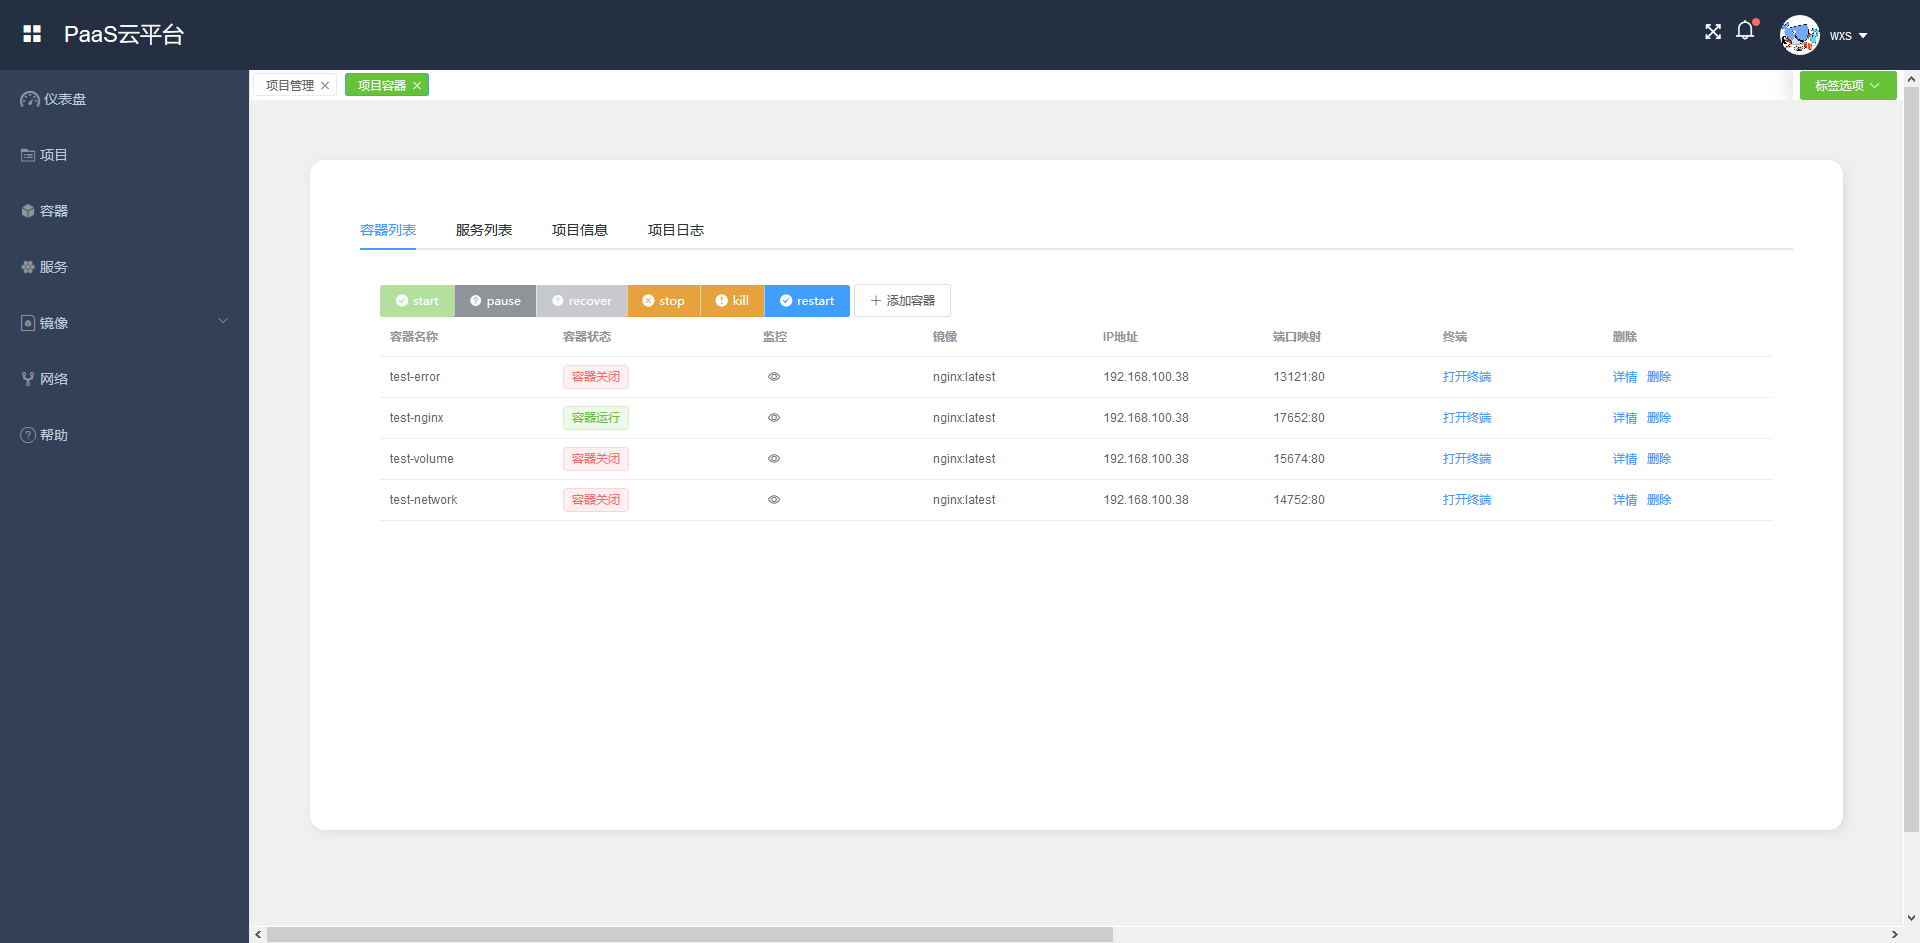 PaaS云平台
wxs
仪表盘
项目
容器
服务
镜像
网络
帮助
项目管理 项目容器 标签选项
容器列表 服务列表 项目信息 项目日志
start pause recover stop kill restart 添加容器
容器名称 容器状态 监控 镜像 IP地址 端口映射 终端 删除
test-error 容器关闭 nginx:latest 192.168.100.38 13121:80 打开终端 详情 删除
test-nginx 容器运行 nginx:latest 192.168.100.38 17652:80 打开终端 详情 删除
test-volume 容器关闭 nginx:latest 192.168.100.38 15674:80 打开终端 详情 删除
test-network 容器关闭 nginx:latest 192.168.100.38 14752:80 打开终端 详情 删除